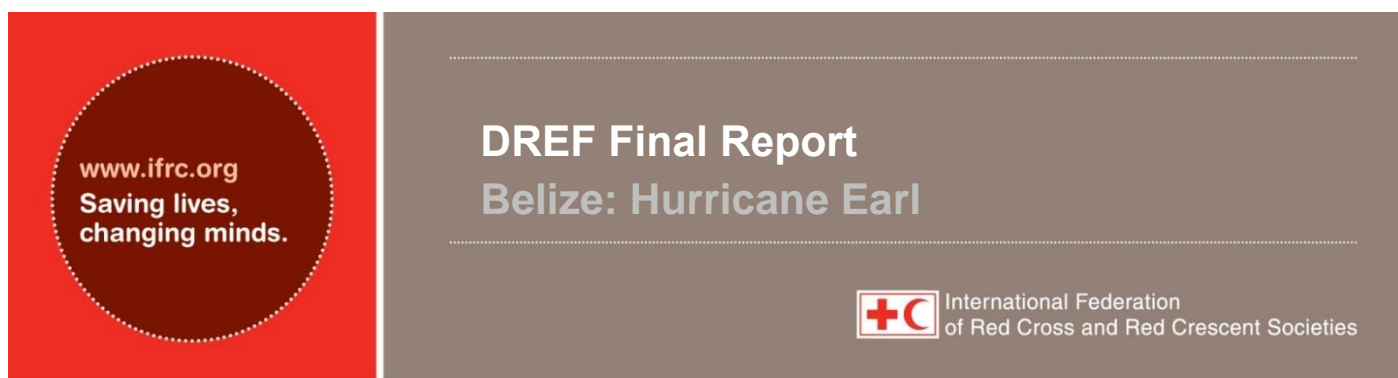 www.ifrc.org
Saving lives,
changing minds.
DREF Final Report
Belize: Hurricane Earl
International Federation
of Red Cross and Red Crescent Societies